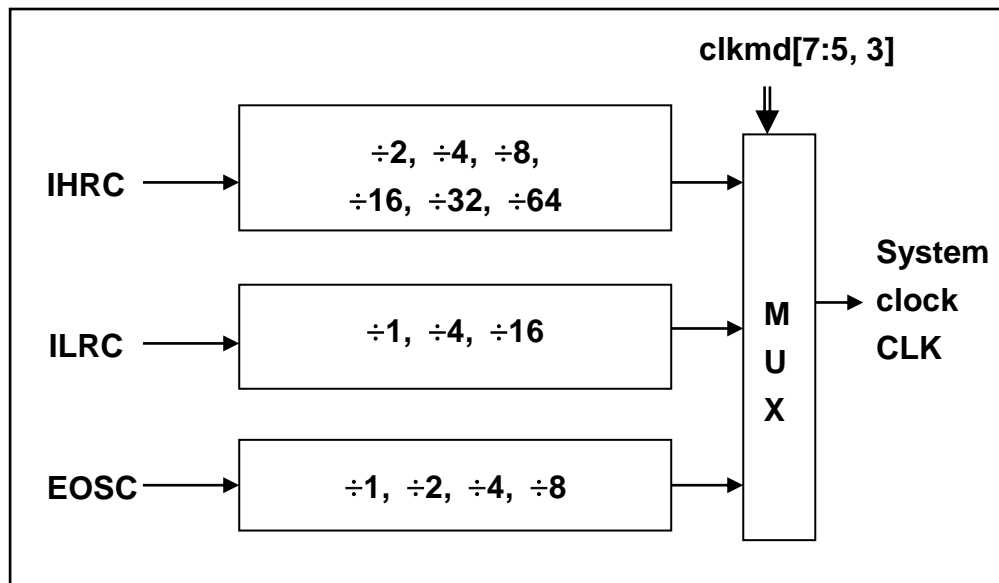 clkmd[7:5, 3]
IHRC
÷2, ÷4, ÷8,
÷16, ÷32, ÷64
ILRC
÷1, ÷4, ÷16
EOSC
÷1, ÷2, ÷4, ÷8
M
U
X
System
clock
CLK